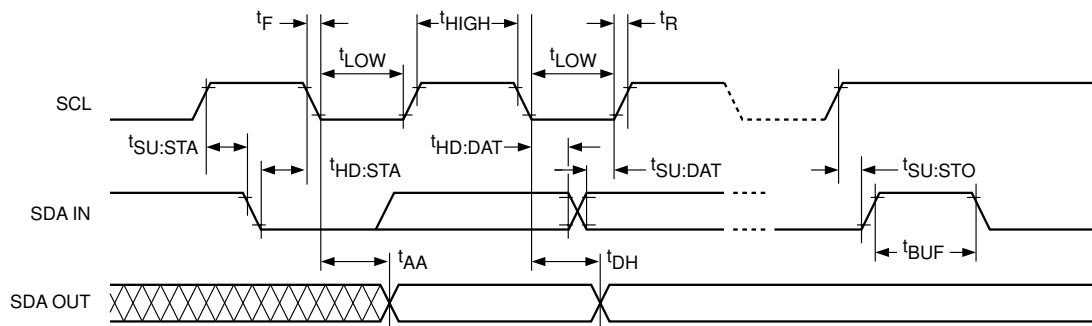 tF tHIGH tR
tLOW tLOW
SCL
tSU:STA tHD:STA tHD:DAT tSU:DAT tSU:STO
SDA IN
tBUF
tAA tDH
SDA OUT